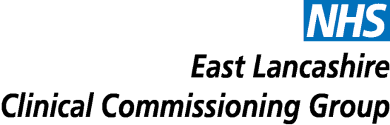 NHS
East Lancashire
Clinical Commissioning Group